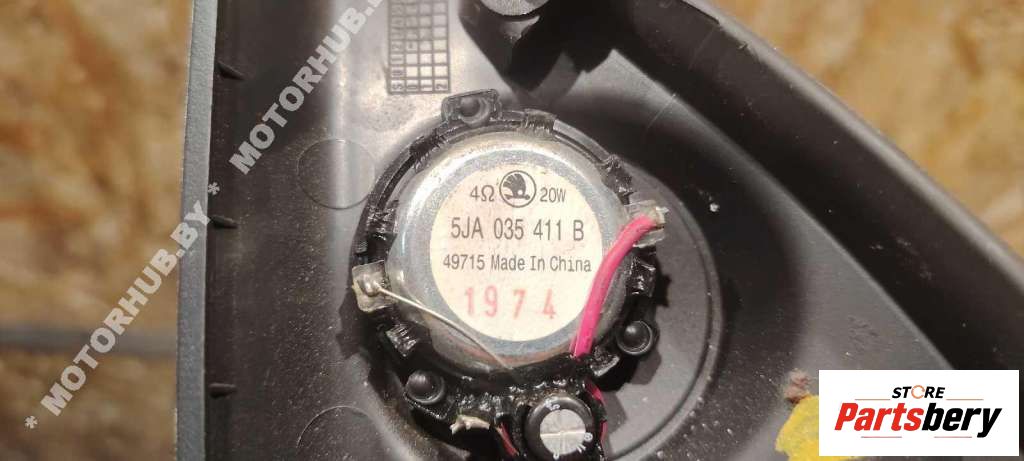 4Ω 20W
5JA 035 411 B
49715 Made In China
1974
* MOTORHUB.BY * MOTORHUB.BY
STORE
Partsbery